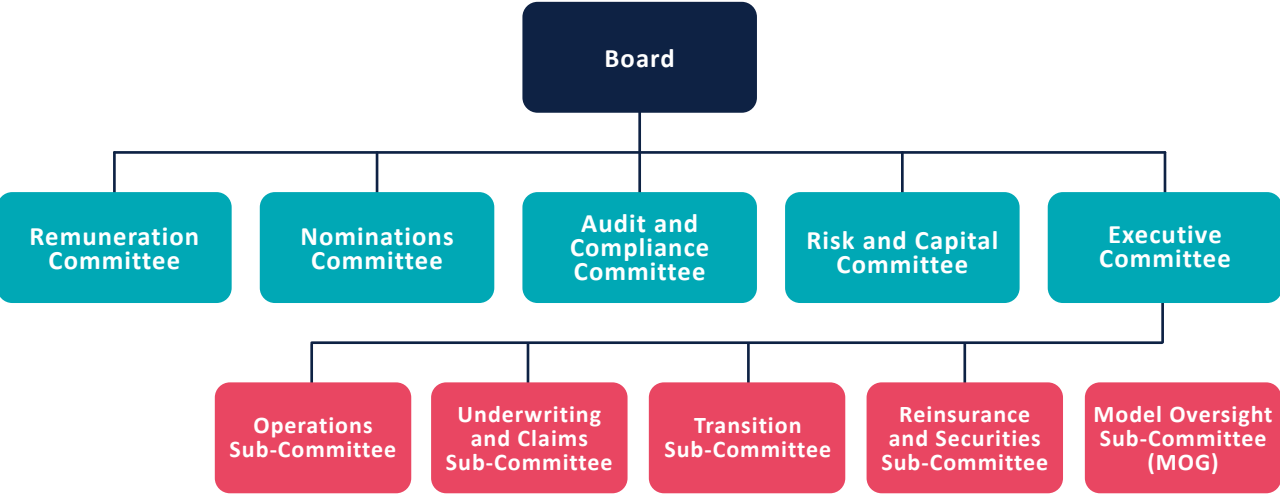 Board
Remuneration
Committee
Nominations
Committee
Audit and
Compliance
Committee
Risk and Capital
Committee
Executive
Committee
Operations
Sub-Committee
Underwriting
and Claims
Sub-Committee
Transition
Sub-Committee
Reinsurance
and Securities
Sub-Committee
Model Oversight
Sub-Committee
(MOG)